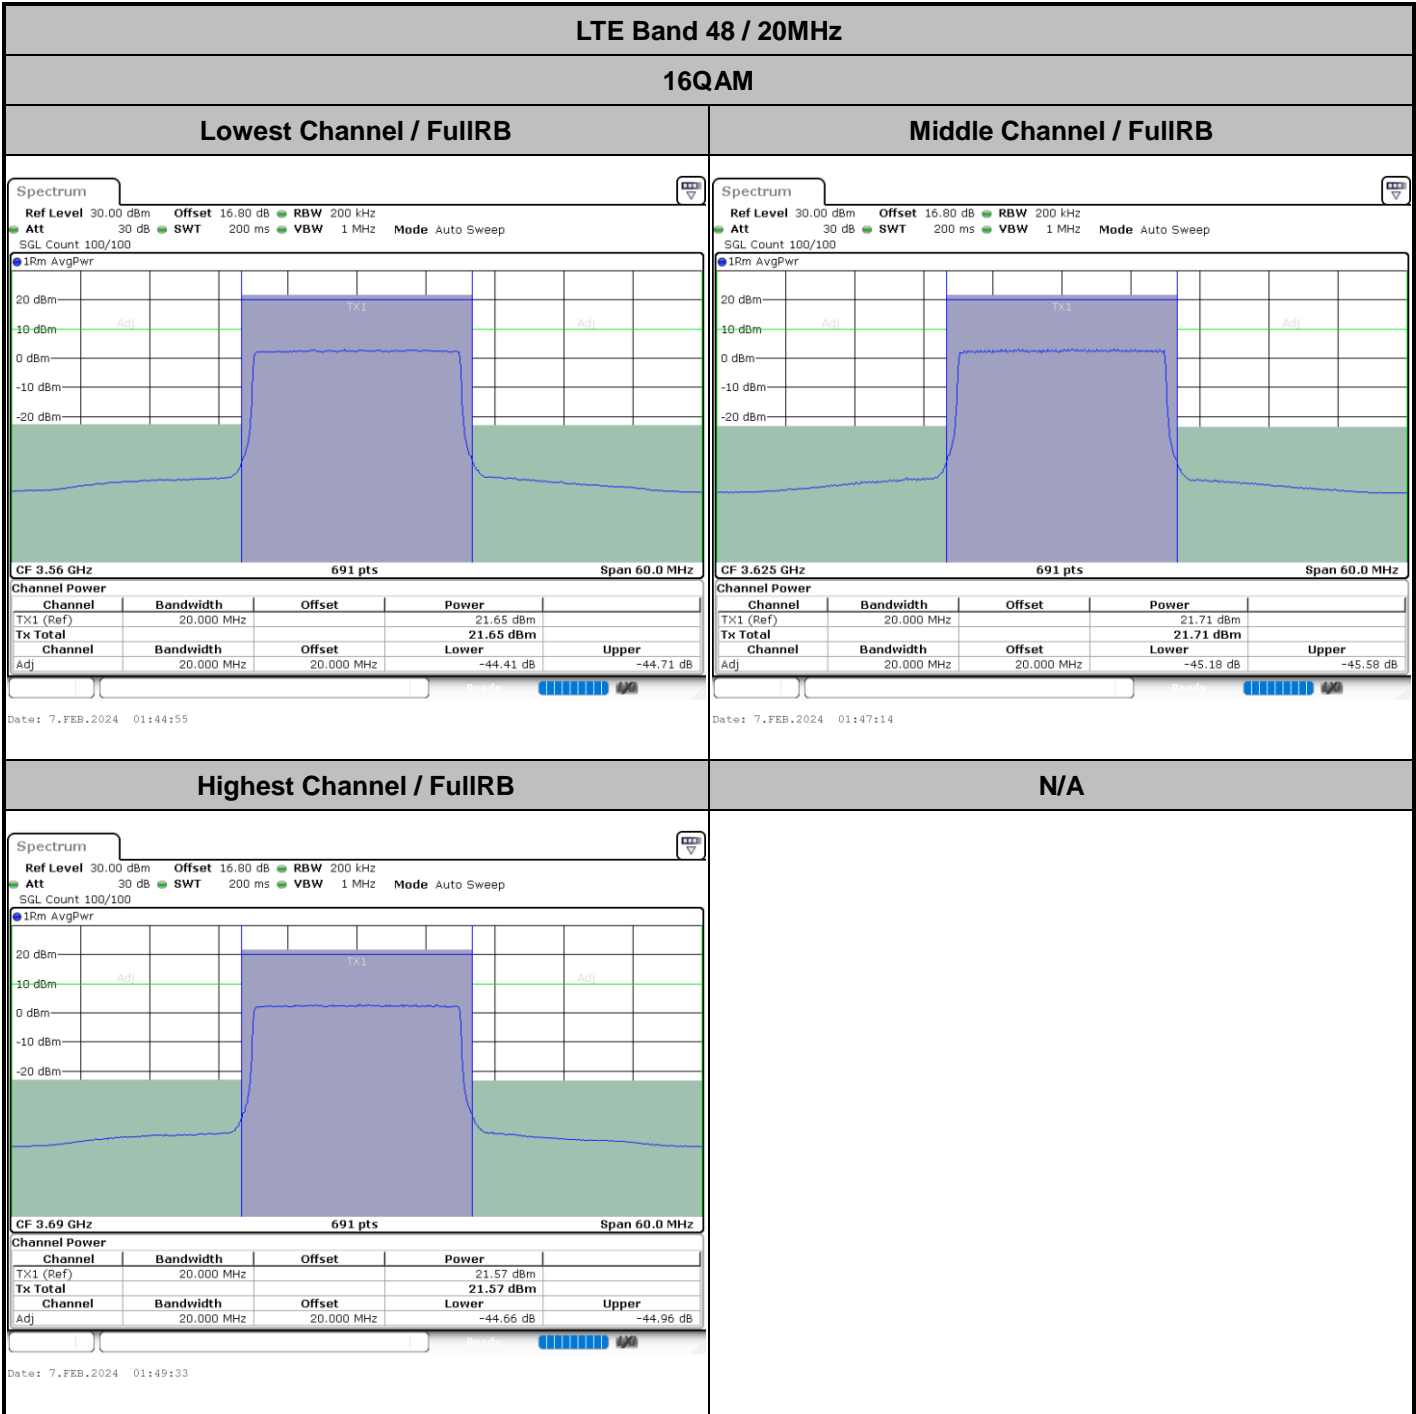 LTE Band 48 / 20MHz
16QAM
Lowest Channel / FullRB
Middle Channel / FullRB
Spectrum
Ref Level 30.00 dBm Offset 16.80 dB RBW 200 kHz
Att 30 dB SWT 200 ms VBW 1 MHz Mode Auto Sweep
SGL Count 100/100
1Rm AvgPwr
TX1
20 dBm
Adj
Adj
10 dBm
0 dBm
-10 dBm
-20 dBm
CF 3.56 GHz 691 pts Span 60.0 MHz
Channel Power
Channel Bandwidth Offset Power
TX1 (Ref) 20.000 MHz 21.65 dBm
Tx Total 21.65 dBm
Channel Bandwidth Offset Lower Upper
Adj 20.000 MHz 20.000 MHz -44.41 dB -44.71 dB
Ready
Date: 7.FEB.2024 01:44:55
Spectrum
Ref Level 30.00 dBm Offset 16.80 dB RBW 200 kHz
Att 30 dB SWT 200 ms VBW 1 MHz Mode Auto Sweep
SGL Count 100/100
1Rm AvgPwr
TX1
20 dBm
Adj
Adj
10 dBm
0 dBm
-10 dBm
-20 dBm
CF 3.625 GHz 691 pts Span 60.0 MHz
Channel Power
Channel Bandwidth Offset Power
TX1 (Ref) 20.000 MHz 21.71 dBm
Tx Total 21.71 dBm
Channel Bandwidth Offset Lower Upper
Adj 20.000 MHz 20.000 MHz -45.18 dB -45.58 dB
Ready
Date: 7.FEB.2024 01:47:14
Highest Channel / FullRB
N/A
Spectrum
Ref Level 30.00 dBm Offset 16.80 dB RBW 200 kHz
Att 30 dB SWT 200 ms VBW 1 MHz Mode Auto Sweep
SGL Count 100/100
1Rm AvgPwr
TX1
20 dBm
Adj
Adj
10 dBm
0 dBm
-10 dBm
-20 dBm
CF 3.69 GHz 691 pts Span 60.0 MHz
Channel Power
Channel Bandwidth Offset Power
TX1 (Ref) 20.000 MHz 21.57 dBm
Tx Total 21.57 dBm
Channel Bandwidth Offset Lower Upper
Adj 20.000 MHz 20.000 MHz -44.66 dB -44.96 dB
Ready
Date: 7.FEB.2024 01:49:33